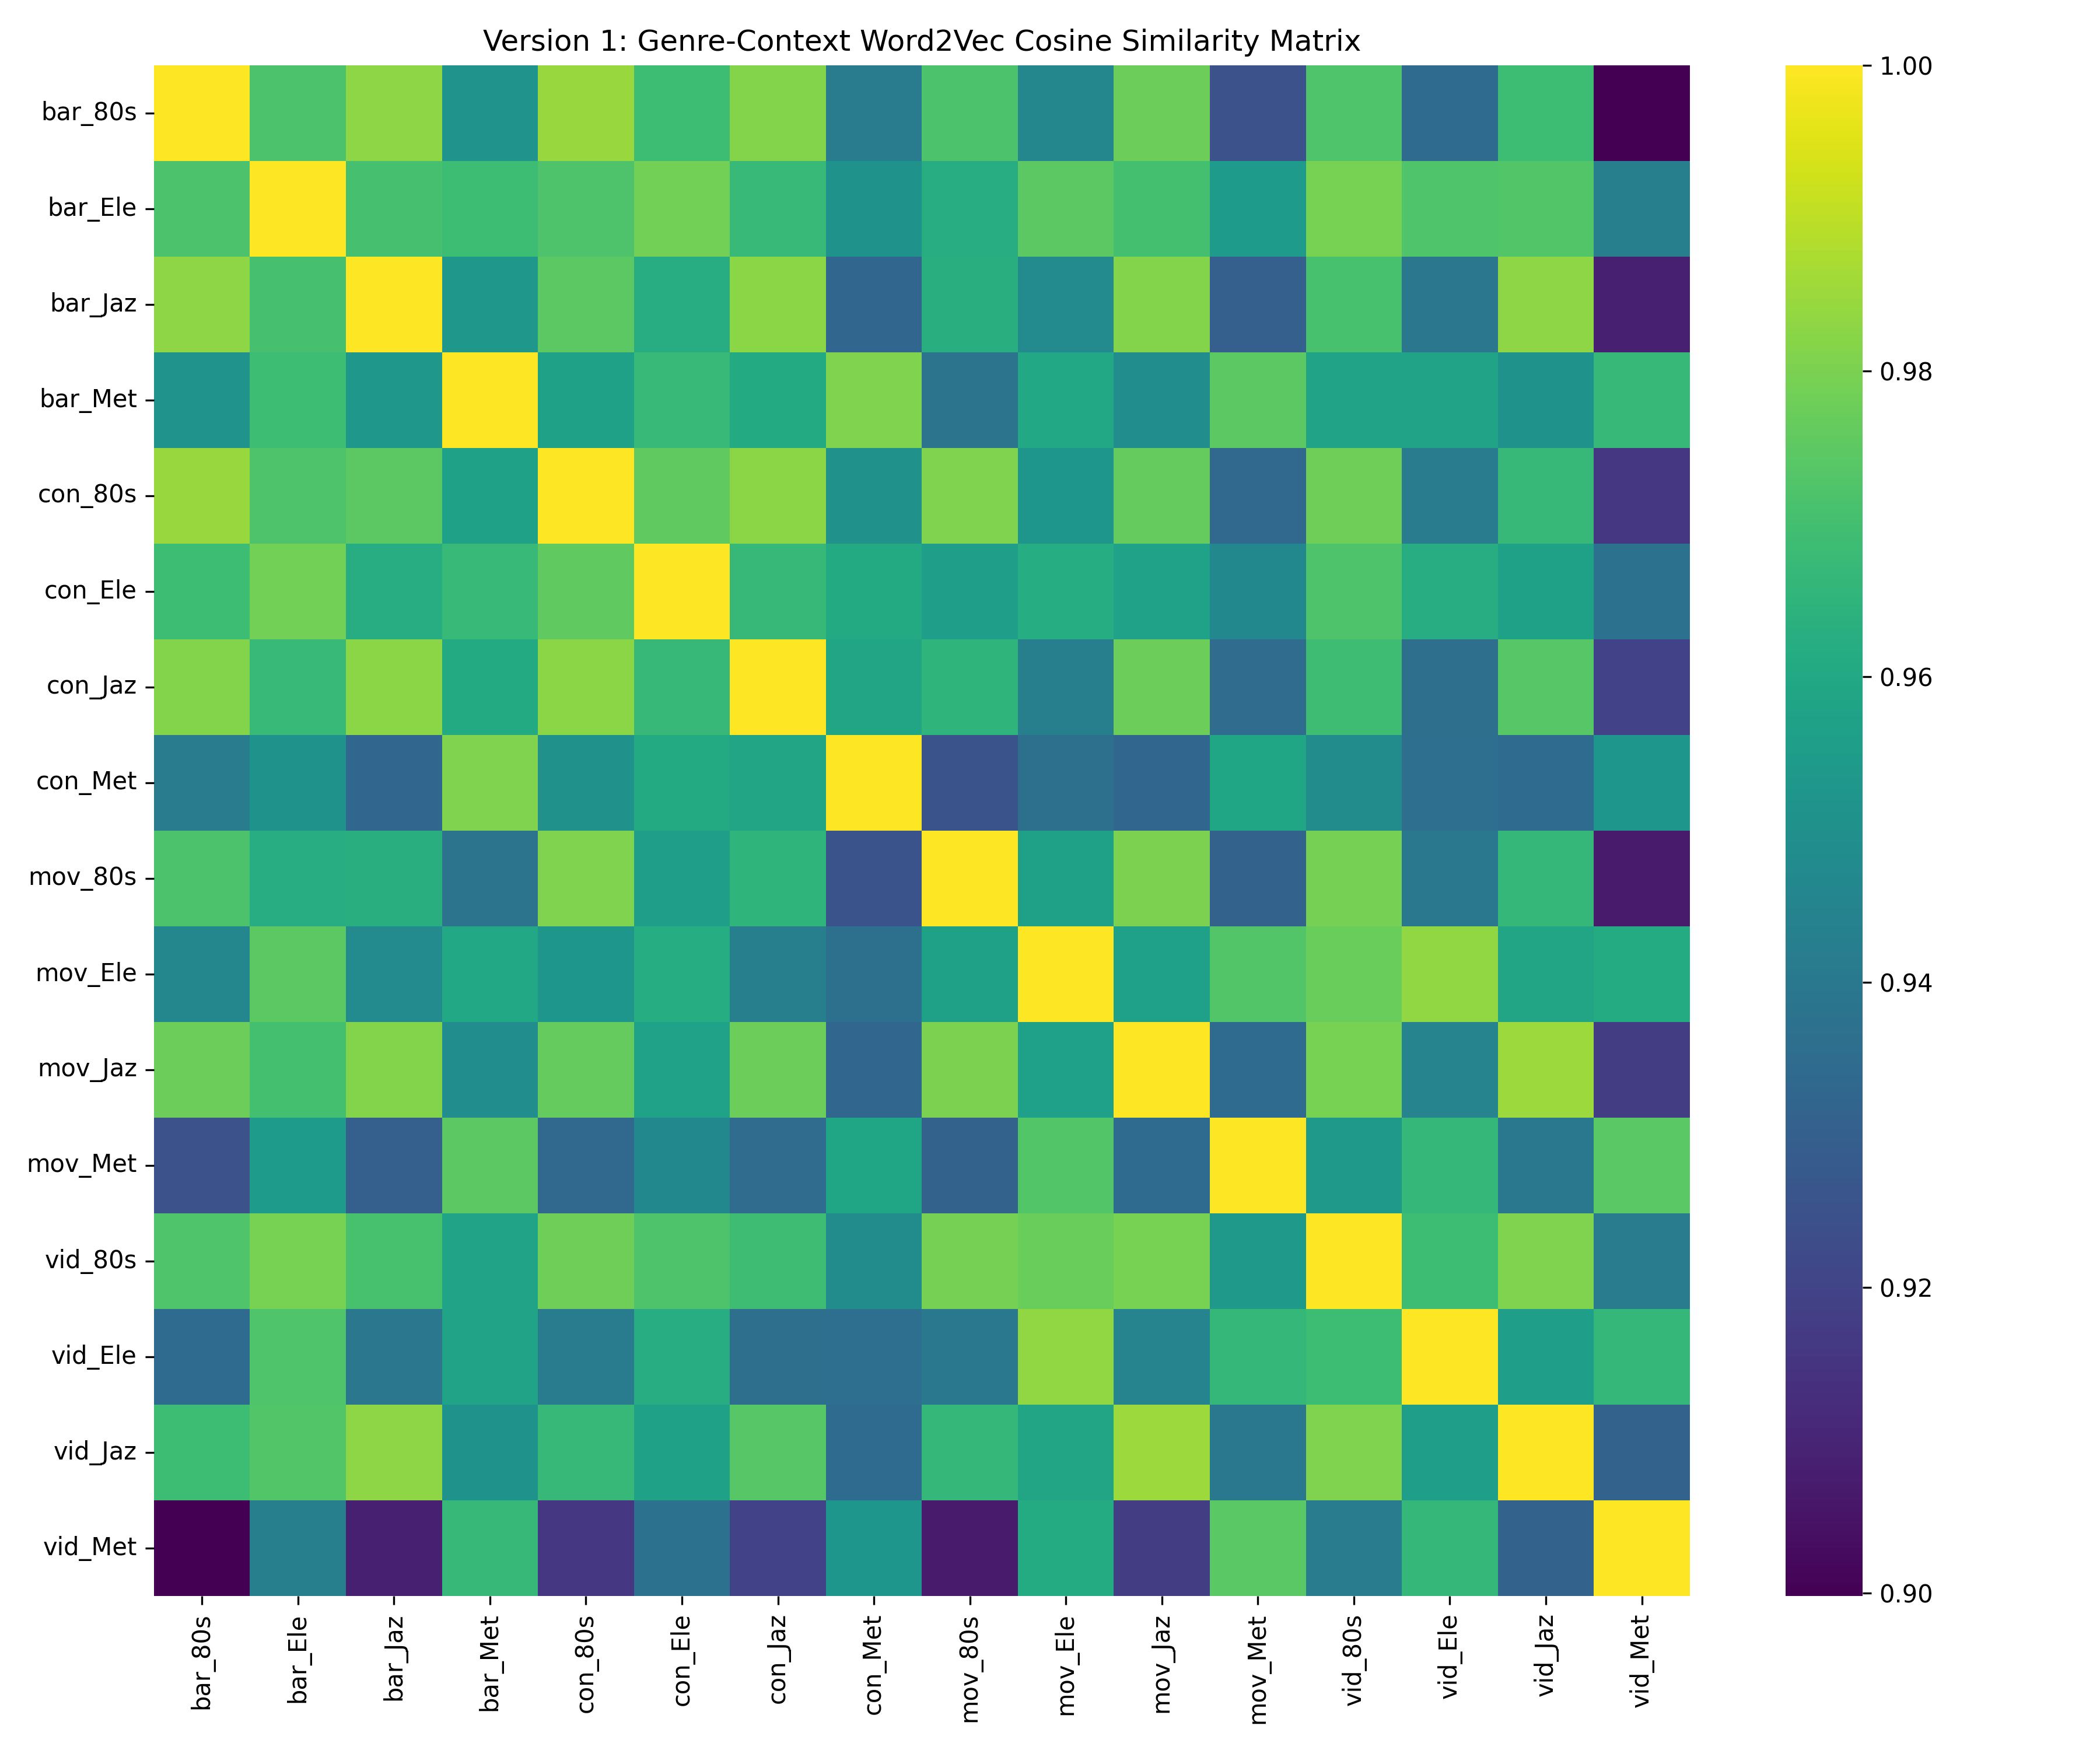 Version 1: Genre-Context Word2Vec Cosine Similarity Matrix
bar_80s
bar_Ele
bar_Jaz
bar_Met
con_80s
con_Ele
con_Jaz
con_Met
mov_80s
mov_Ele
mov_Jaz
mov_Met
vid_80s
vid_Ele
vid_Jaz
vid_Met
bar_80s
bar_Ele
bar_Jaz
bar_Met
con_80s
con_Ele
con_Jaz
con_Met
mov_80s
mov_Ele
mov_Jaz
mov_Met
vid_80s
vid_Ele
vid_Jaz
vid_Met
1.00
0.98
0.96
0.94
0.92
0.90